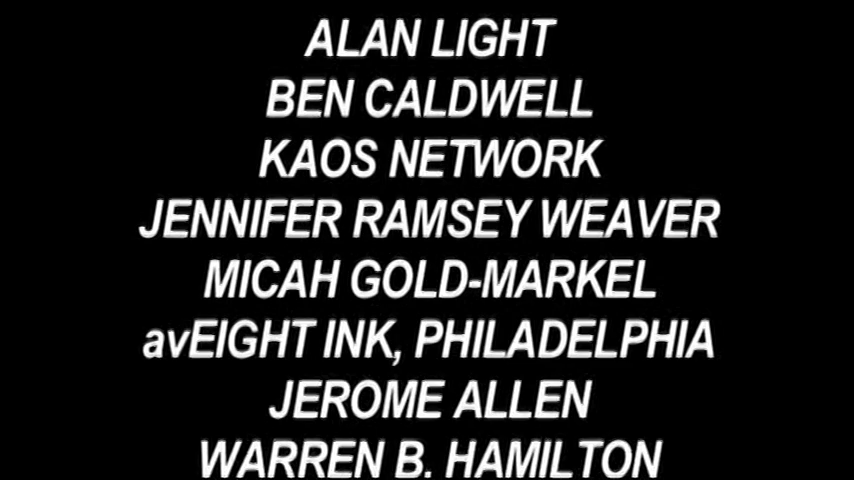 ALAN LIGHT
BEN CALDWELL
KAOS NETWORK
JENNIFER RAMSEY WEAVER
MICAH GOLD-MARKEL
avEIGHT INK, PHILADELPHIA
JEROME ALLEN
WARREN B. HAMILTON